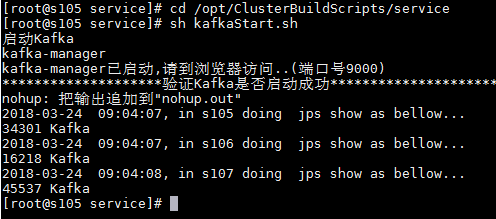 [root@s105 service]# cd /opt/ClusterBuildScripts/service
[root@s105 service]# sh kafkaStart.sh
启动Kafka
kafka-manager
kafka-manager已启动,请到浏览器访问..(端口号9000)
********************验证Kafka是否启动成功*********************
nohup: 把输出追加到"nohup.out"
2018-03-24  09:04:07, in s105 doing  jps show as bellow...
34301 Kafka
2018-03-24  09:04:07, in s106 doing  jps show as bellow...
16218 Kafka
2018-03-24  09:04:08, in s107 doing  jps show as bellow...
45537 Kafka
[root@s105 service]#